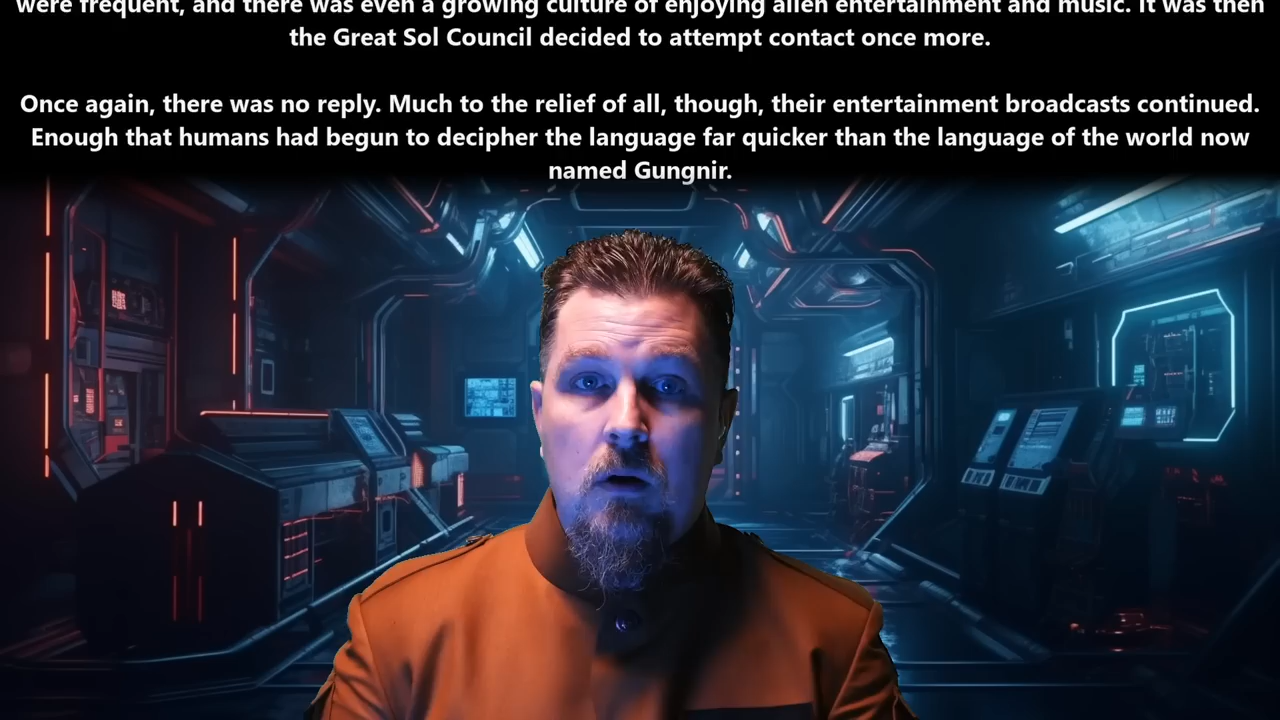 were frequent, and there was even a growing culture of enjoying alien entertainment and music. It was then
the Great Sol Council decided to attempt contact once more.
Once again, there was no reply. Much to the relief of all, though, their entertainment broadcasts continued.
Enough that humans had begun to decipher the language far quicker than the language of the world now
named Gungnir.